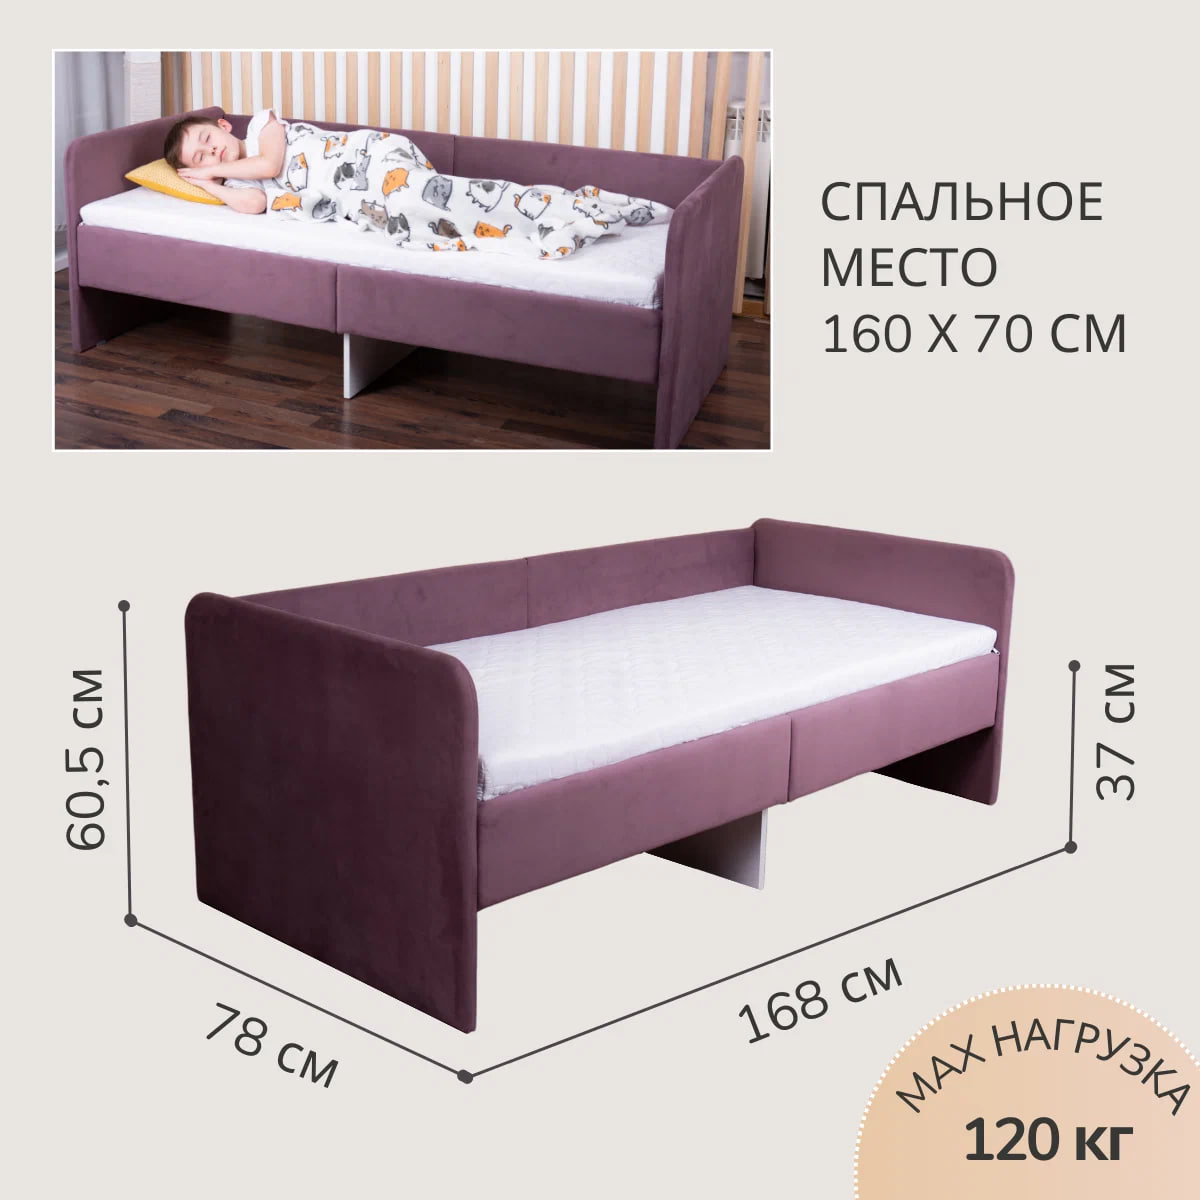 СПАЛЬНОЕ
МЕСТО
160 X 70 СМ
60,5 см
37 см
78 см
168 см
MAX НАГРУЗКА
120 кг